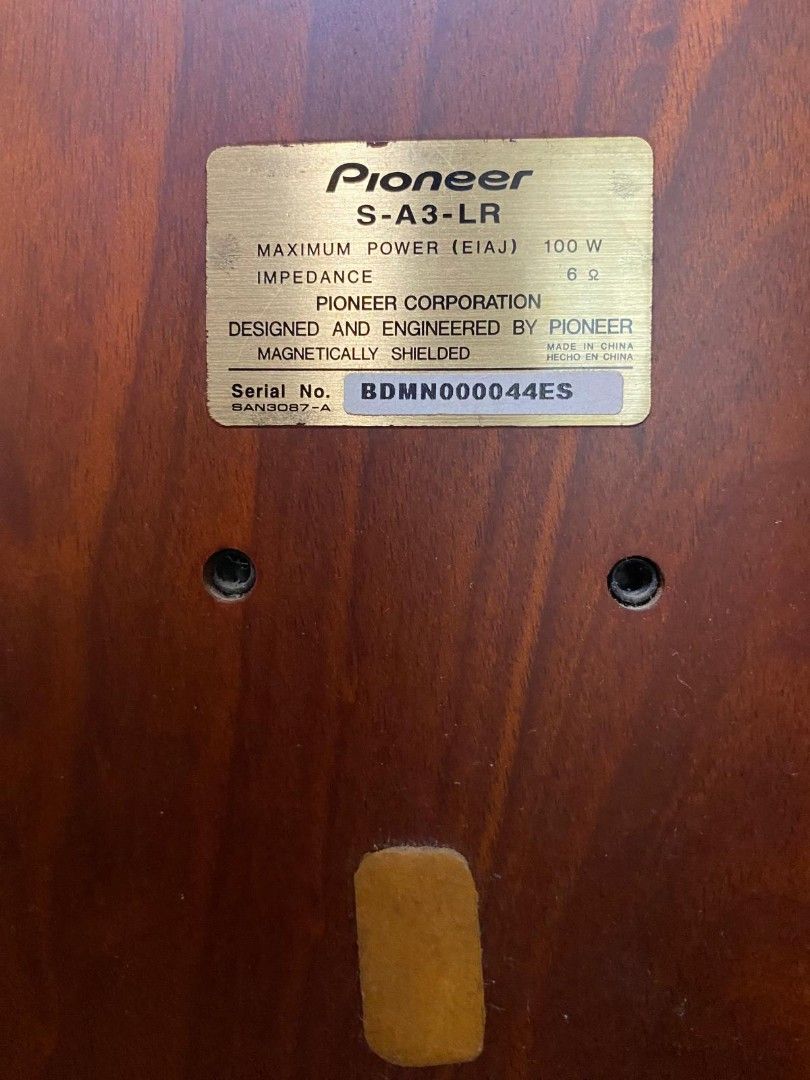 Pioneer
S-A3-LR
MAXIMUM POWER (EIAJ) 100 W
IMPEDANCE 6 Ω
PIONEER CORPORATION
DESIGNED AND ENGINEERED BY PIONEER
MAGNETICALLY SHIELDED
MADE IN CHINA
HECHO EN CHINA
Serial No. BDMN000044ES
SAN3087-A